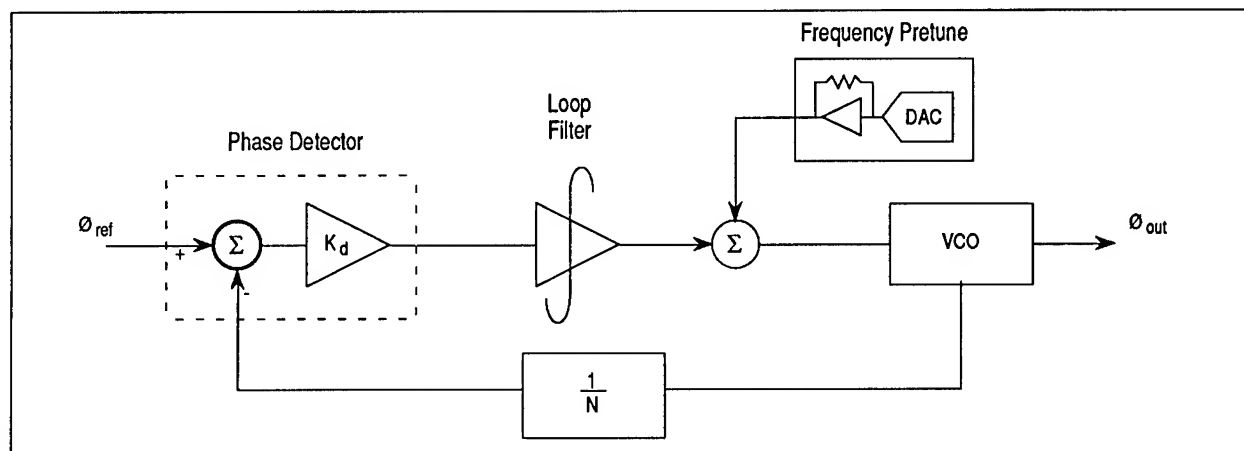 Frequency Pretune
DAC
Loop
Filter
Phase Detector
Ø ref
+
Σ
-
K d
Σ
VCO
Ø out
1
N